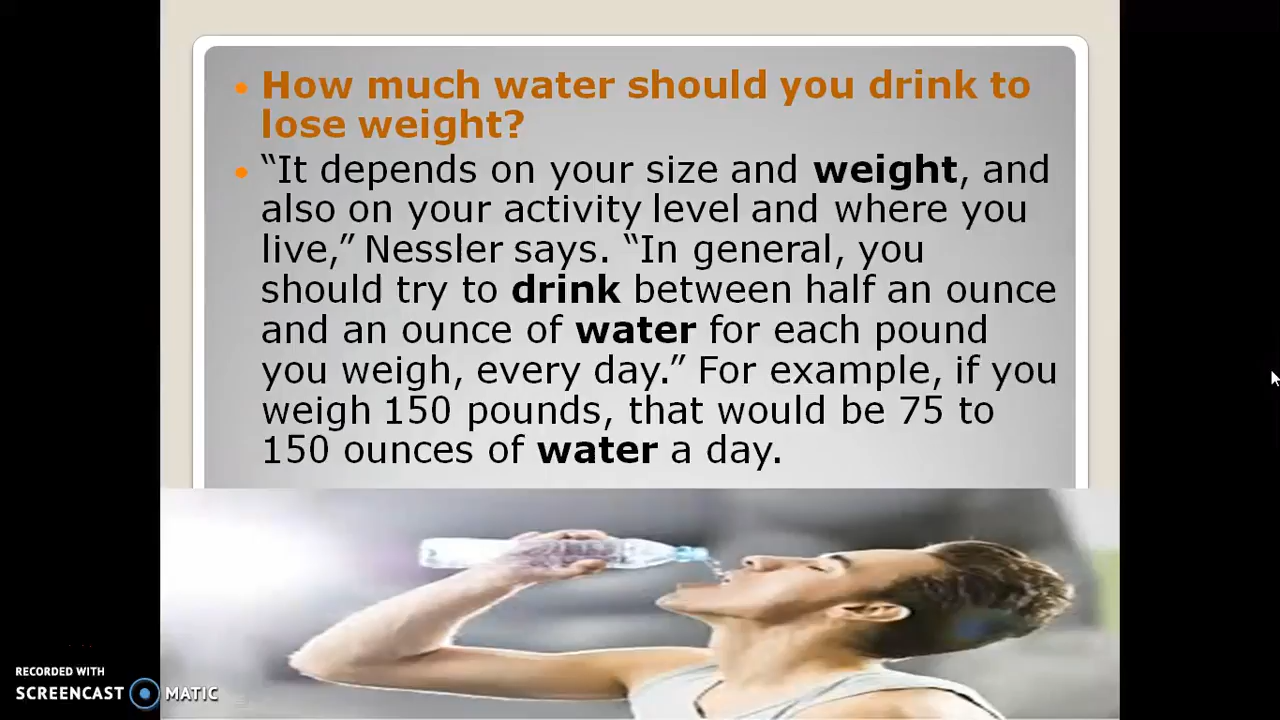 How much water should you drink to
lose weight?
“It depends on your size and weight, and
also on your activity level and where you
live,” Nessler says. “In general, you
should try to drink between half an ounce
and an ounce of water for each pound
you weigh, every day.” For example, if you
weigh 150 pounds, that would be 75 to
150 ounces of water a day.
RECORDED WITH
SCREENCAST MATIC